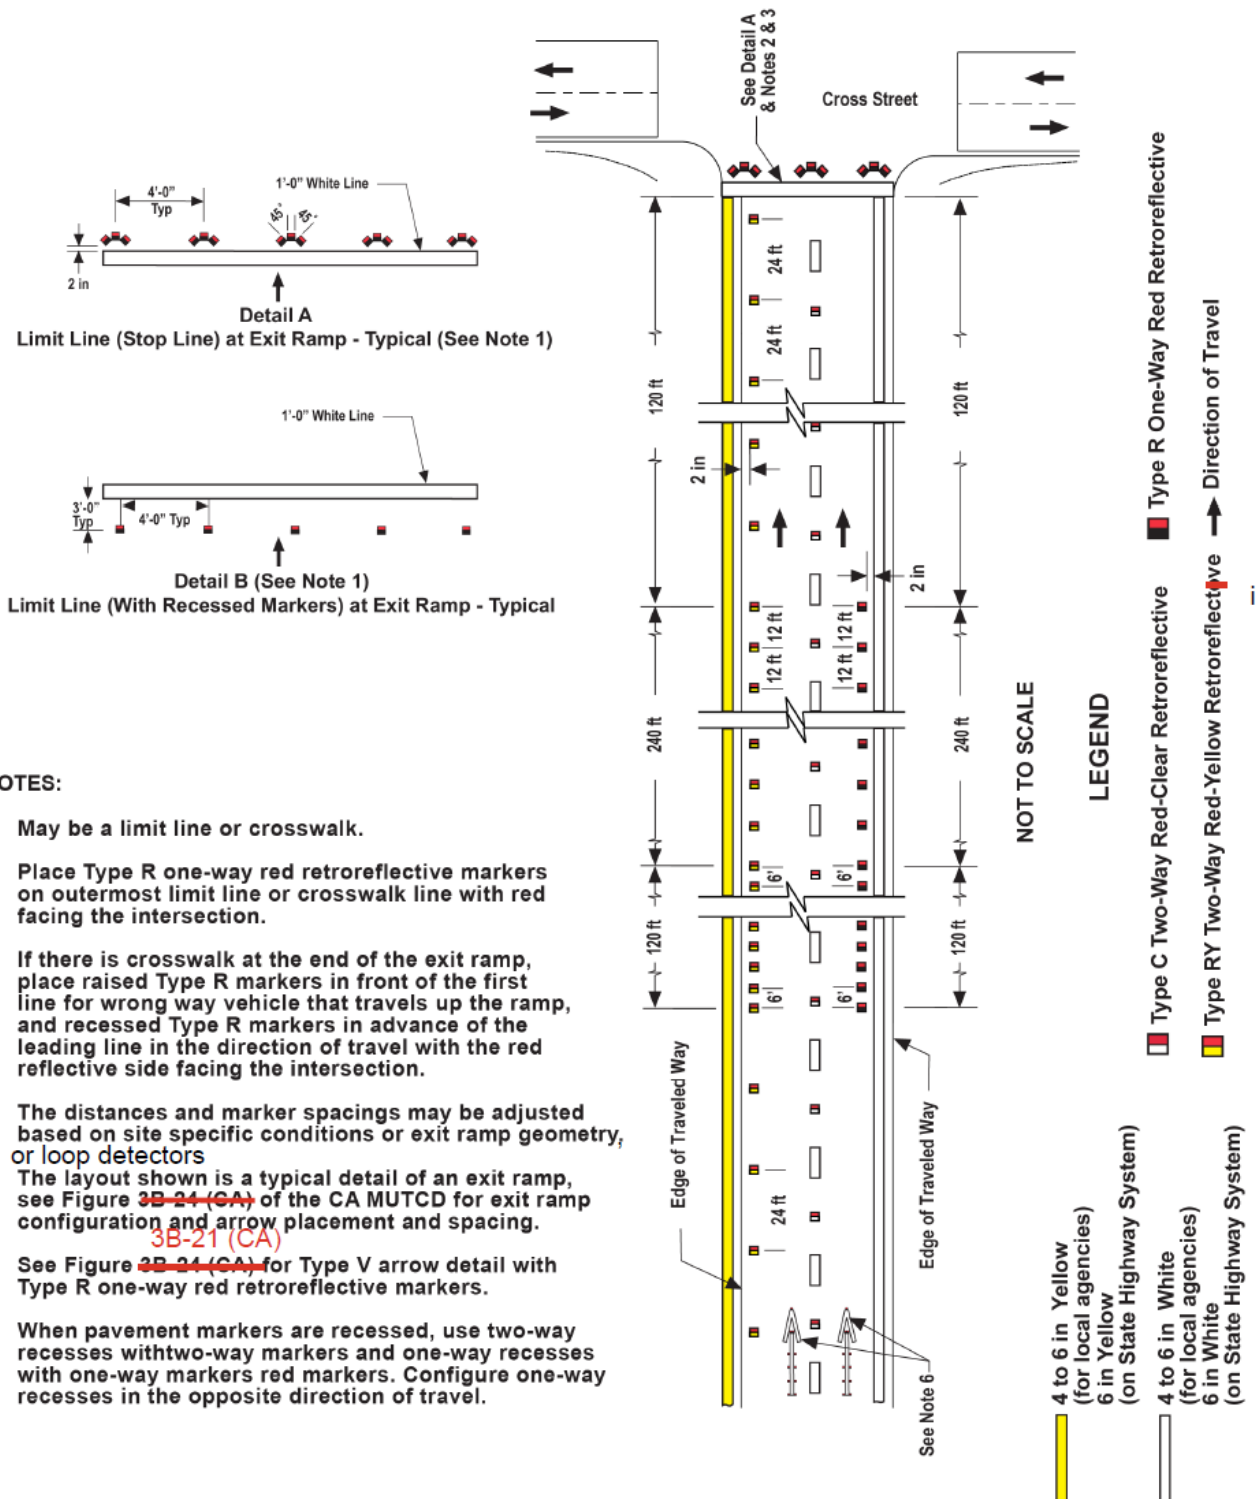 See Detail A
& Notes 2 & 3
Cross Street
4'-0"
Typ
1'-0" White Line
45°
45°
2 in
Detail A
Limit Line (Stop Line) at Exit Ramp - Typical (See Note 1)
1'-0" White Line
3'-0"
Typ
4'-0" Typ
Detail B (See Note 1)
Limit Line (With Recessed Markers) at Exit Ramp - Typical
OTES:
May be a limit line or crosswalk.
Place Type R one-way red retroreflective markers
on outermost limit line or crosswalk line with red
facing the intersection.
If there is crosswalk at the end of the exit ramp,
place raised Type R markers in front of the first
line for wrong way vehicle that travels up the ramp,
and recessed Type R markers in advance of the
leading line in the direction of travel with the red
reflective side facing the intersection.
The distances and marker spacings may be adjusted
based on site specific conditions or exit ramp geometry,
or loop detectors
The layout shown is a typical detail of an exit ramp,
see Figure 3B-24 (CA) of the CA MUTCD for exit ramp
configuration and arrow placement and spacing.
3B-21 (CA)
See Figure 3B-24 (CA) for Type V arrow detail with
Type R one-way red retroreflective markers.
When pavement markers are recessed, use two-way
recesses withtwo-way markers and one-way recesses
with one-way markers red markers. Configure one-way
recesses in the opposite direction of travel.
24 ft
24 ft
120 ft
120 ft
2 in
2 in
12 ft
12 ft
12 ft
12 ft
240 ft
240 ft
6'
6'
120 ft
120 ft
6'
6'
Edge of Traveled Way
24 ft
Edge of Traveled Way
See Note 6
NOT TO SCALE
LEGEND
Type C Two-Way Red-Clear Retroreflective
Type R One-Way Red Retroreflective
Type RY Two-Way Red-Yellow Retroreflectove
i
Direction of Travel
4 to 6 in Yellow
(for local agencies)
6 in Yellow
(on State Highway System)
4 to 6 in White
(for local agencies)
6 in White
(on State Highway System)